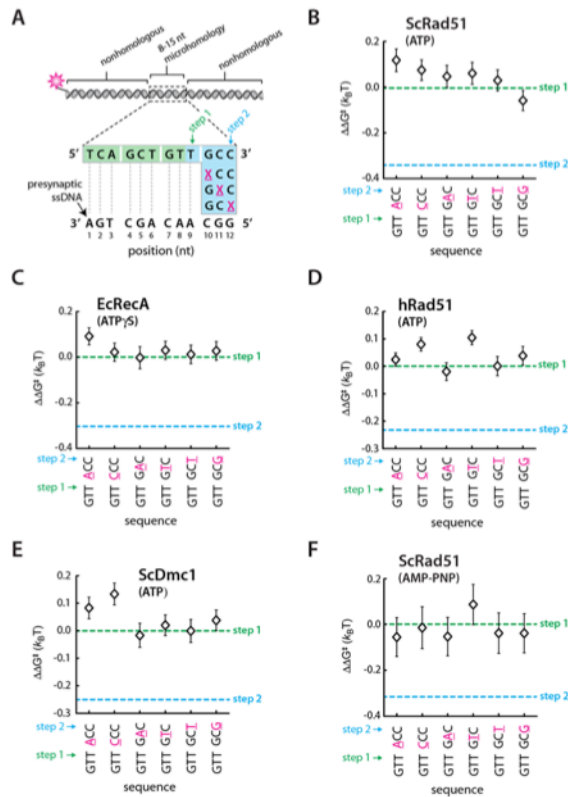 A
nonhomologous
8-15 nt
microhomology
nonhomologous
step 1
step 2
5′ TCA GCT GTT GCC 3′
XCC
GXC
GCX
presynaptic
ssDNA
3′ AGT CGA CAA CGG 5′
1 2 3 4 5 6 7 8 9 10 11 12
position (nt)
B
ScRad51
(ATP)
0.2
0.0
-0.2
-0.4
ΔΔG‡ (kBT)
step 1
step 2
step 2
step 1
GTT ACC
GTT CCC
GTT GAC
GTT GTC
GTT GCT
GTT GCG
sequence
C
EcRecA
(ATPγS)
0.2
0.0
-0.2
-0.4
ΔΔG‡ (kBT)
step 1
step 2
step 2
step 1
GTT ACC
GTT CCC
GTT GAC
GTT GTC
GTT GCT
GTT GCG
sequence
D
hRad51
(ATP)
0.2
0.1
0.0
-0.1
-0.2
-0.3
ΔΔG‡ (kBT)
step 1
step 2
step 2
step 1
GTT ACC
GTT CCC
GTT GAC
GTT GTC
GTT GCT
GTT GCG
sequence
E
ScDmc1
(ATP)
0.2
0.1
0.0
-0.1
-0.2
-0.3
ΔΔG‡ (kBT)
step 1
step 2
step 2
step 1
GTT ACC
GTT CCC
GTT GAC
GTT GTC
GTT GCT
GTT GCG
sequence
F
ScRad51
(AMP-PNP)
0.2
0.0
-0.2
-0.4
ΔΔG‡ (kBT)
step 1
step 2
step 2
step 1
GTT ACC
GTT CCC
GTT GAC
GTT GTC
GTT GCT
GTT GCG
sequence